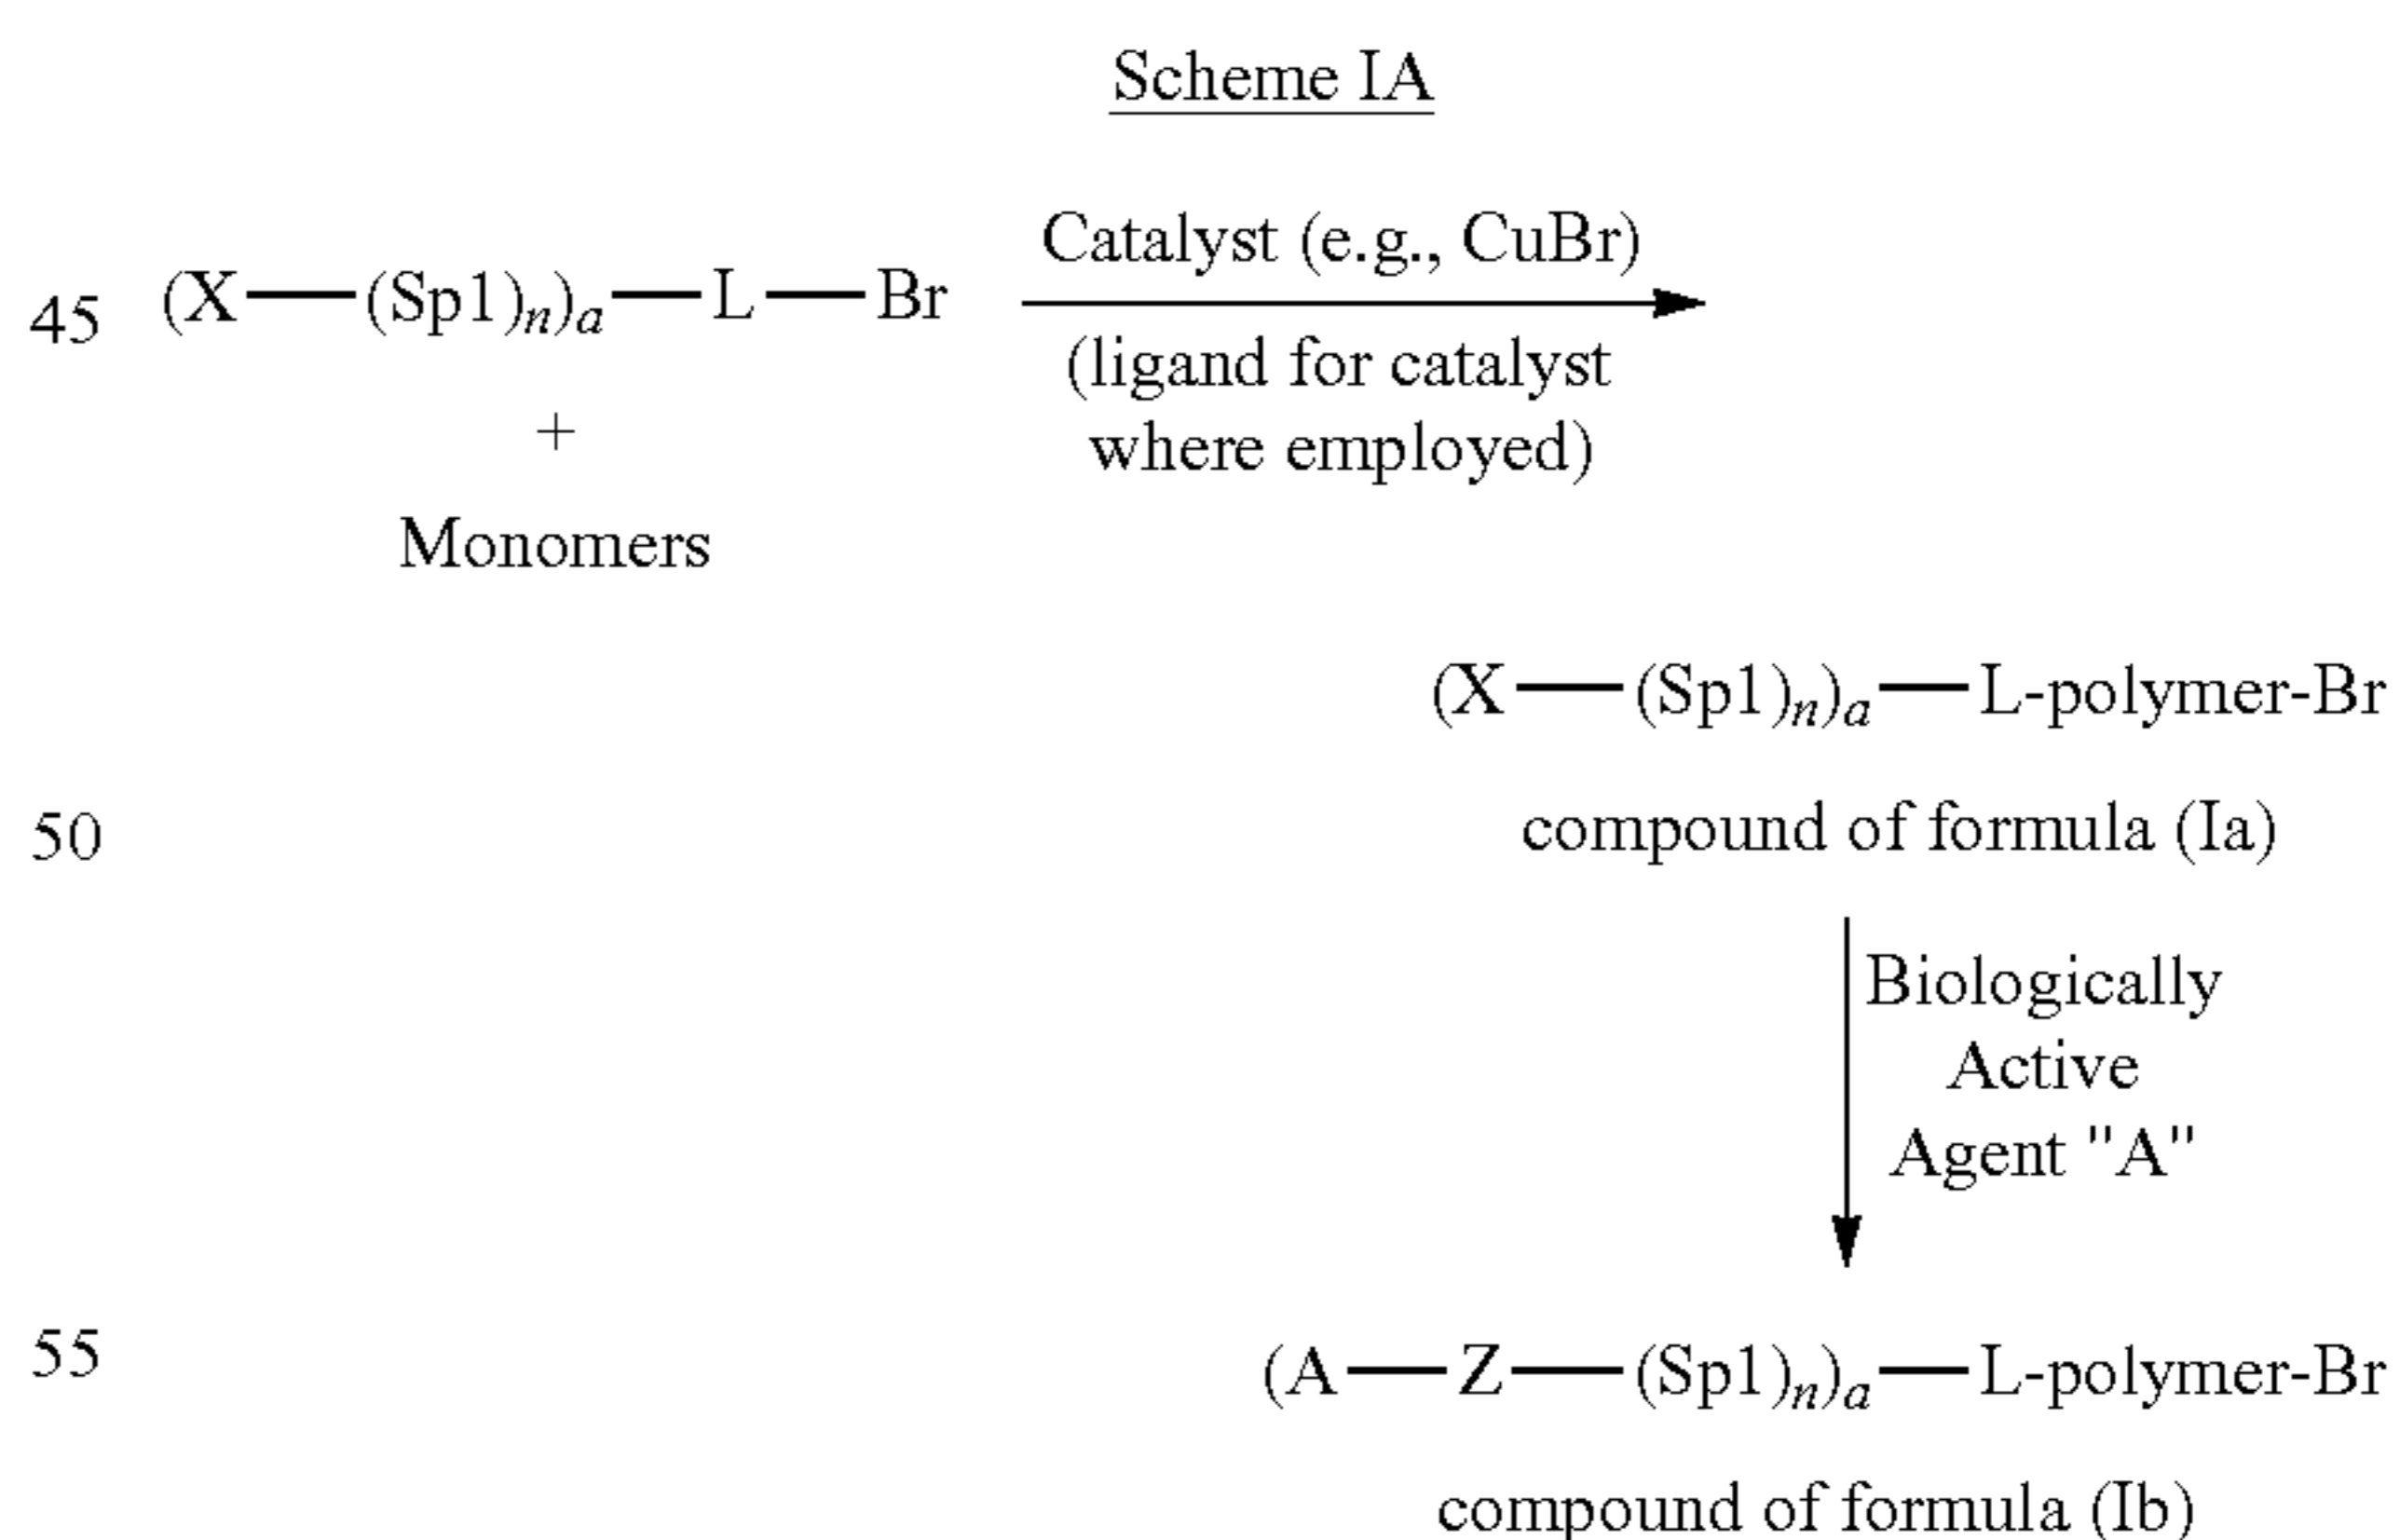 Scheme IA
Catalyst (e.g., CuBr)
45 (X—(Sp1)n)a—L—Br
(ligand for catalyst
where employed)
+
Monomers
(X—(Sp1)n)a—L-polymer-Br
50 compound of formula (Ia)
Biologically
Active
Agent "A"
55 (A—Z—(Sp1)n)a—L-polymer-Br
compound of formula (Ib)